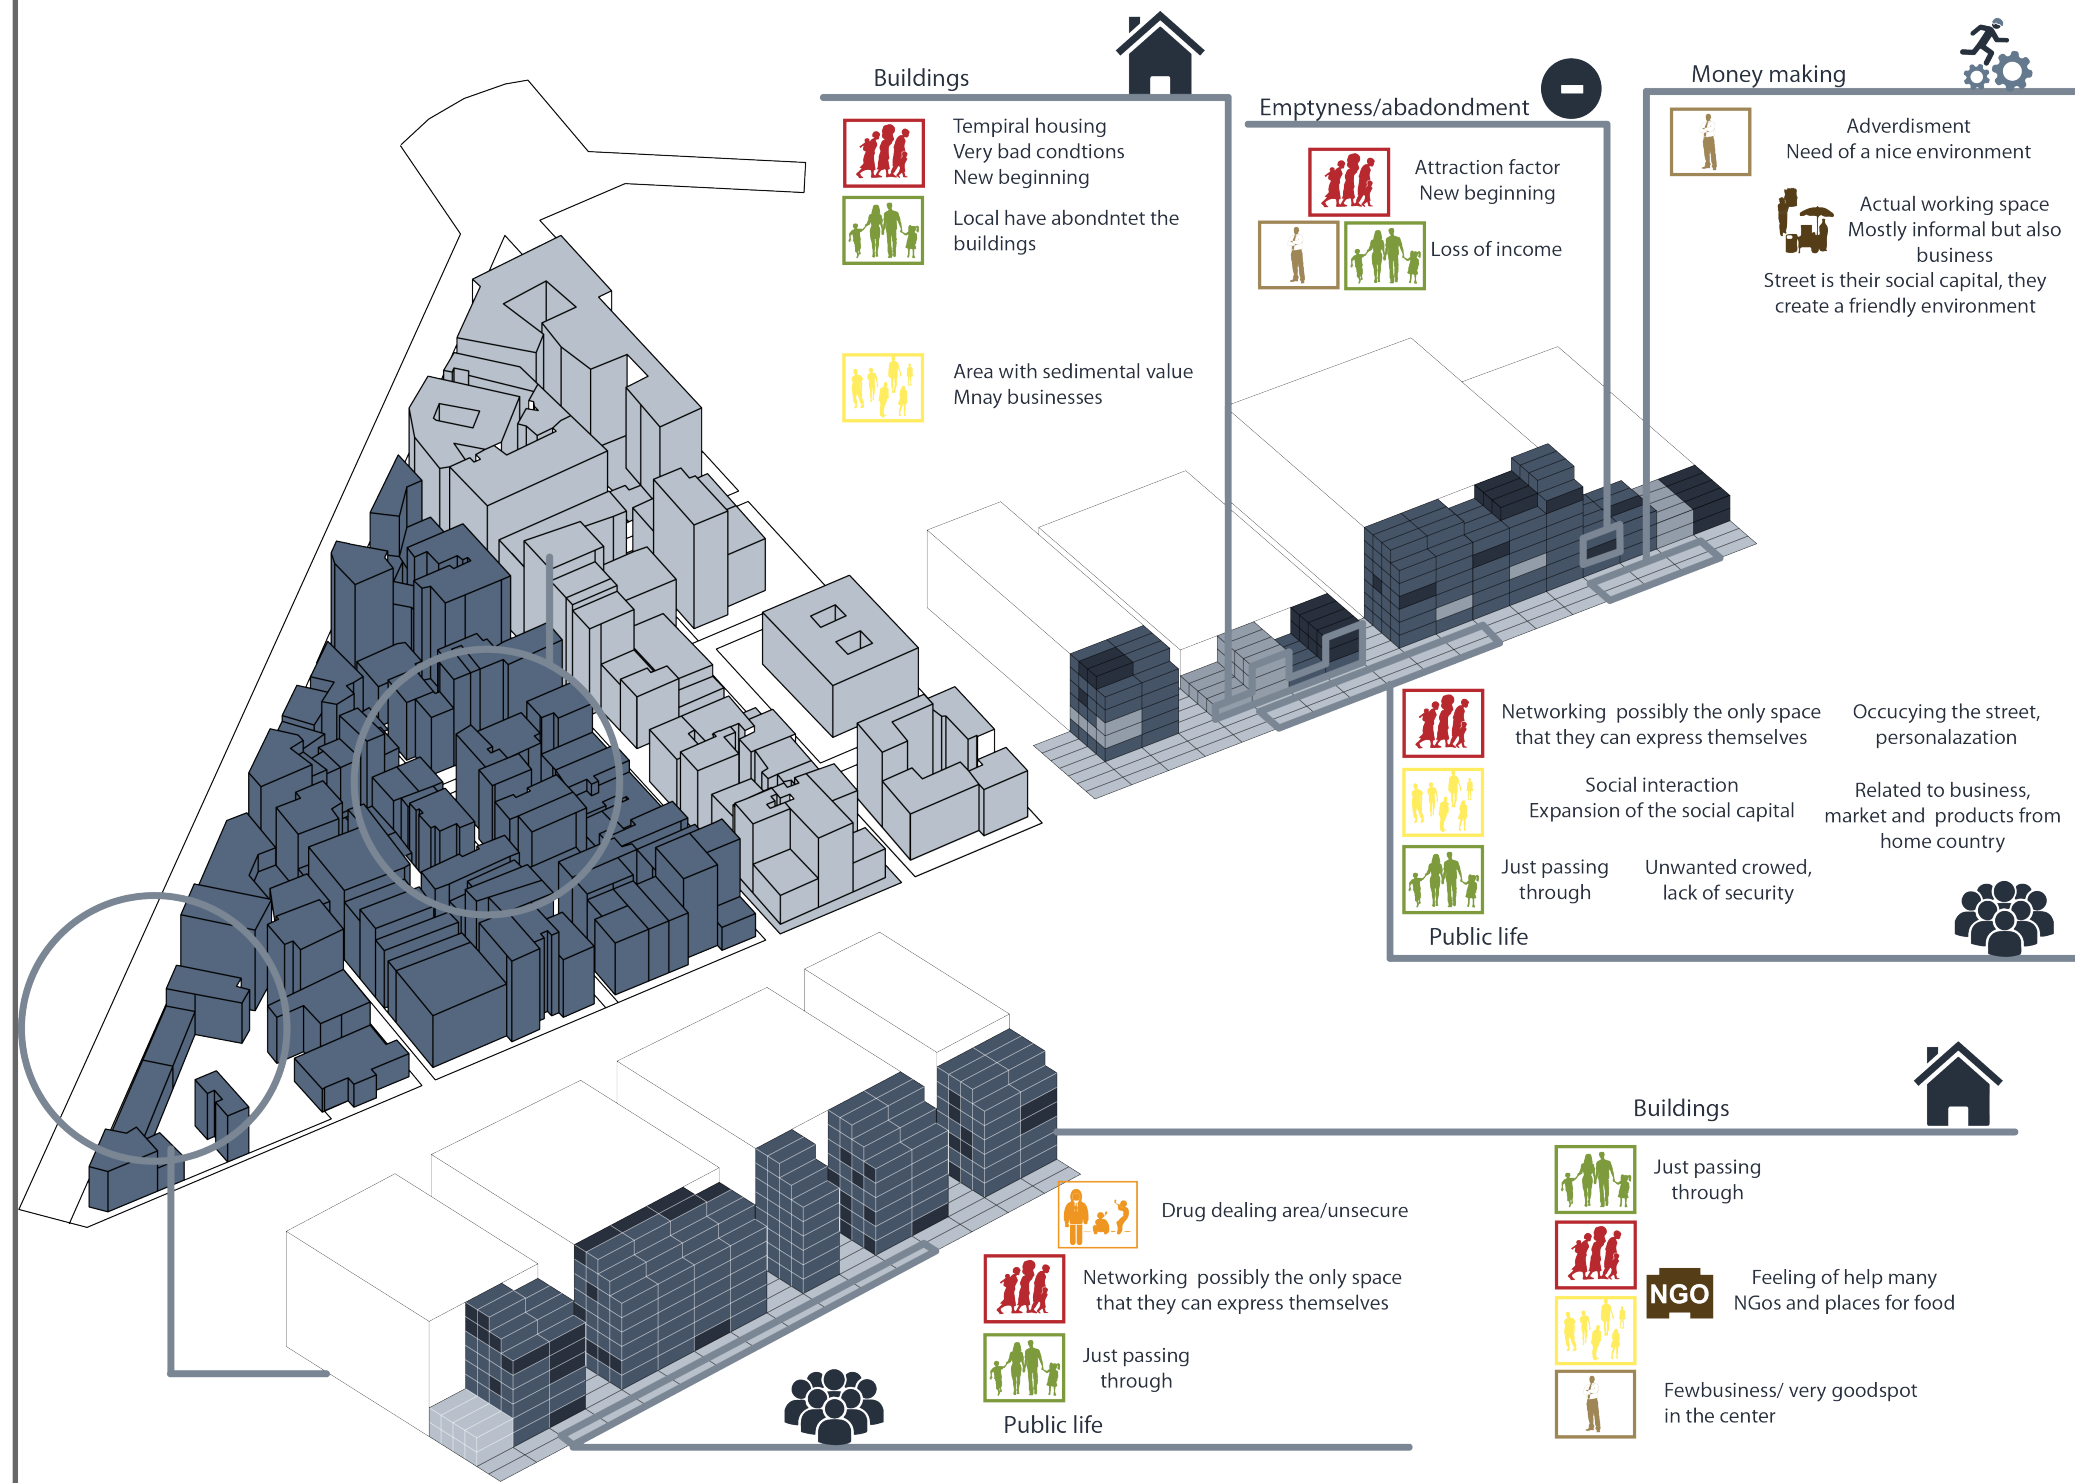 Buildings
Tempiral housing
Very bad condtions
New beginning
Local have abondntet the
buildings
Area with sedimental value
Mnay businesses
Emptyness/abadondment
Attraction factor
New beginning
Loss of income
Money making
Adverdisment
Need of a nice environment
Actual working space
Mostly informal but also
business
Street is their social capital, they
create a friendly environment
Networking possibly the only space
that they can express themselves
Occucying the street,
personalazation
Social interaction
Expansion of the social capital
Related to business,
market and products from
home country
Just passing
through
Unwanted crowed,
lack of security
Public life
Buildings
Just passing
through
NGO
Feeling of help many
NGos and places for food
Fewbusiness/ very goodspot
in the center
Drug dealing area/unsecure
Networking possibly the only space
that they can express themselves
Just passing
through
Public life